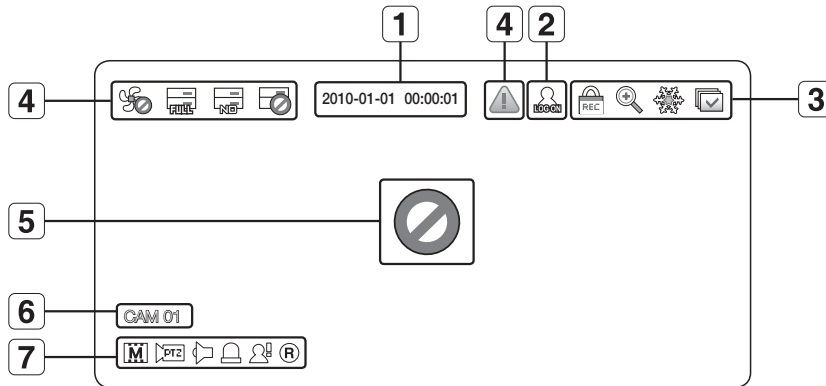 1
4
2
4
FULL
NO
2010-01-01 00:00:01
LOG ON
REC
3
5
6
CAM 01
7
M
PTZ
R